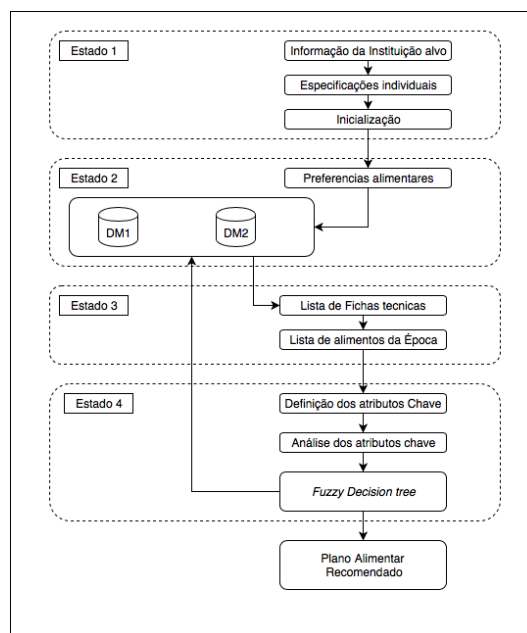 Estado 1
Informação da Instituição alvo
Especificações individuais
Inicialização
Estado 2
Preferencias alimentares
DM1
DM2
Estado 3
Lista de Fichas tecnicas
Lista de alimentos da Época
Estado 4
Definição dos atributos Chave
Análise dos atributos chave
Fuzzy Decision tree
Plano Alimentar
Recomendado